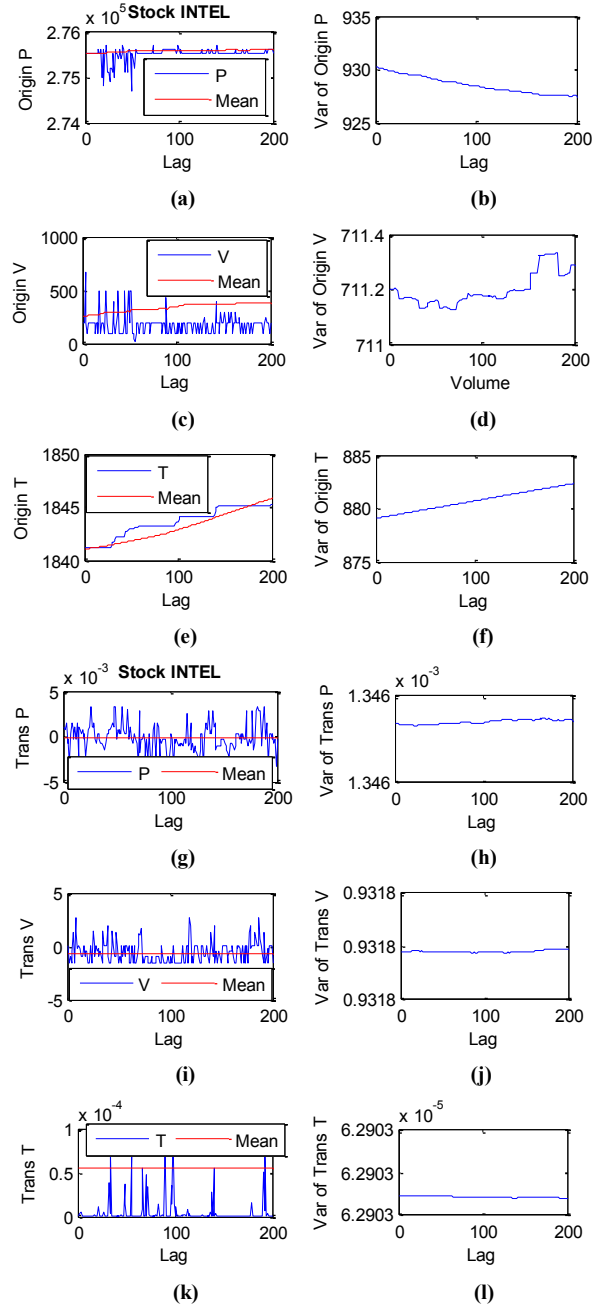 Stock INTEL
x 10^5
2.76
2.75
2.74
Origin P
P
Mean
0 100 200
Lag
(a)
935
930
925
Var of Origin P
0 100 200
Lag
(b)
1000
500
0
Origin V
V
Mean
0 100 200
Lag
(c)
711.4
711.2
711
Var of Origin V
0 100 200
Volume
(d)
1850
1845
1840
Origin T
T
Mean
0 100 200
Lag
(e)
885
880
875
Var of Origin T
0 100 200
Lag
(f)
Stock INTEL
x 10^-3
5
0
-5
Trans P
P Mean
0 100 200
Lag
(g)
x 10^-3
1.346
1.346
Var of Trans P
0 100 200
Lag
(h)
5
0
-5
Trans V
V Mean
0 100 200
Lag
(i)
0.9318
0.9318
0.9318
Var of Trans V
0 100 200
Lag
(j)
x 10^-4
1
0.5
0
Trans T
T Mean
0 100 200
Lag
(k)
x 10^-5
6.2903
6.2903
6.2903
Var of Trans T
0 100 200
Lag
(l)